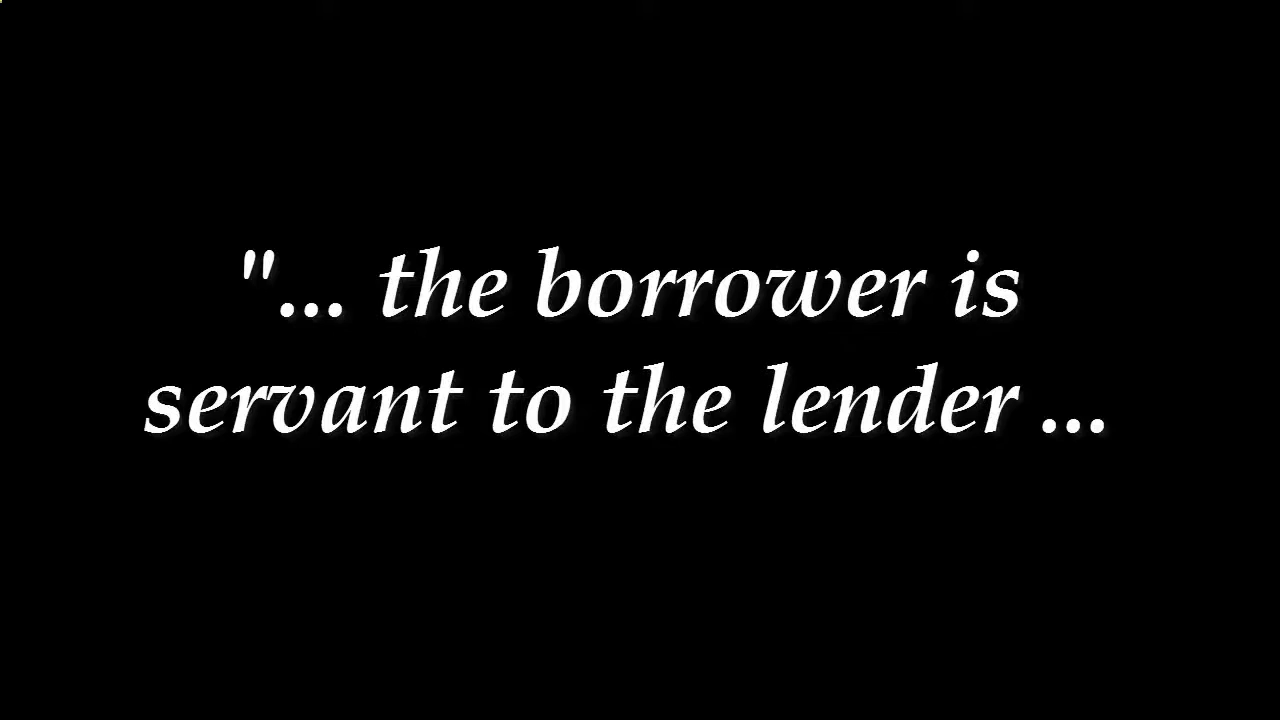 "... the borrower is
servant to the lender ...